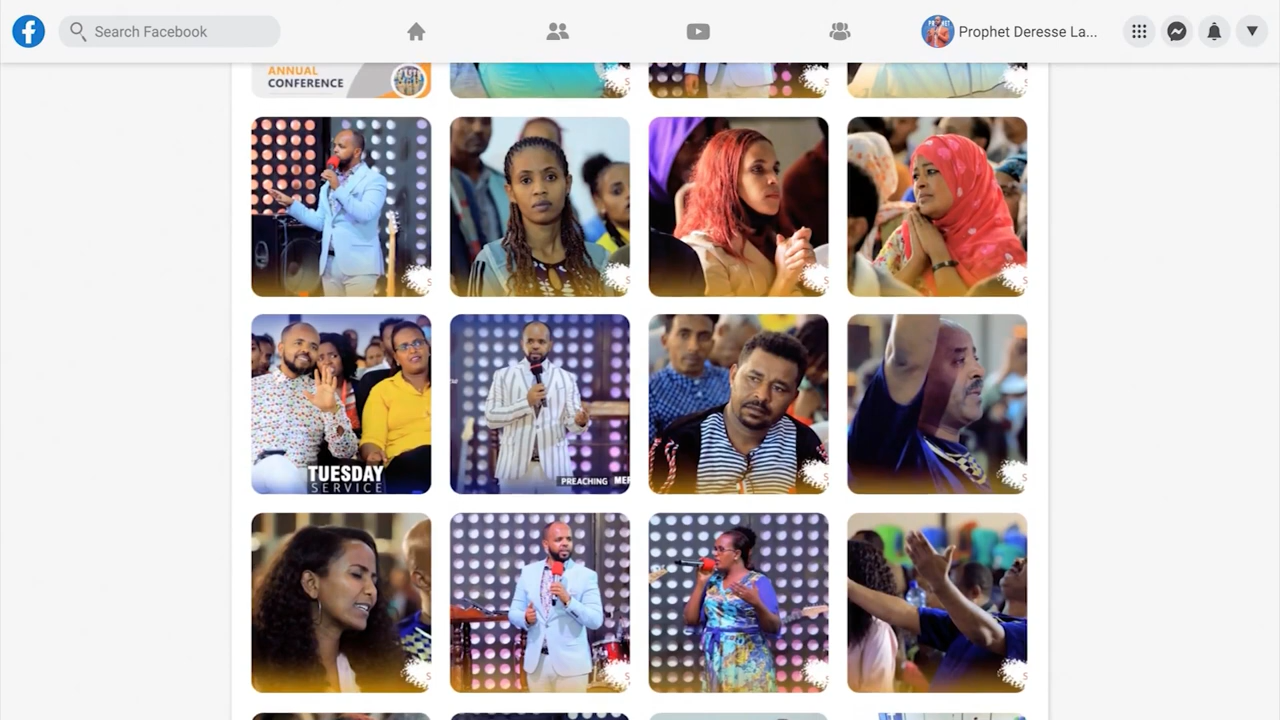 Search Facebook
Prophet Deresse La...
ANNUAL
CONFERENCE
TUESDAY
SERVICE
PREACHING